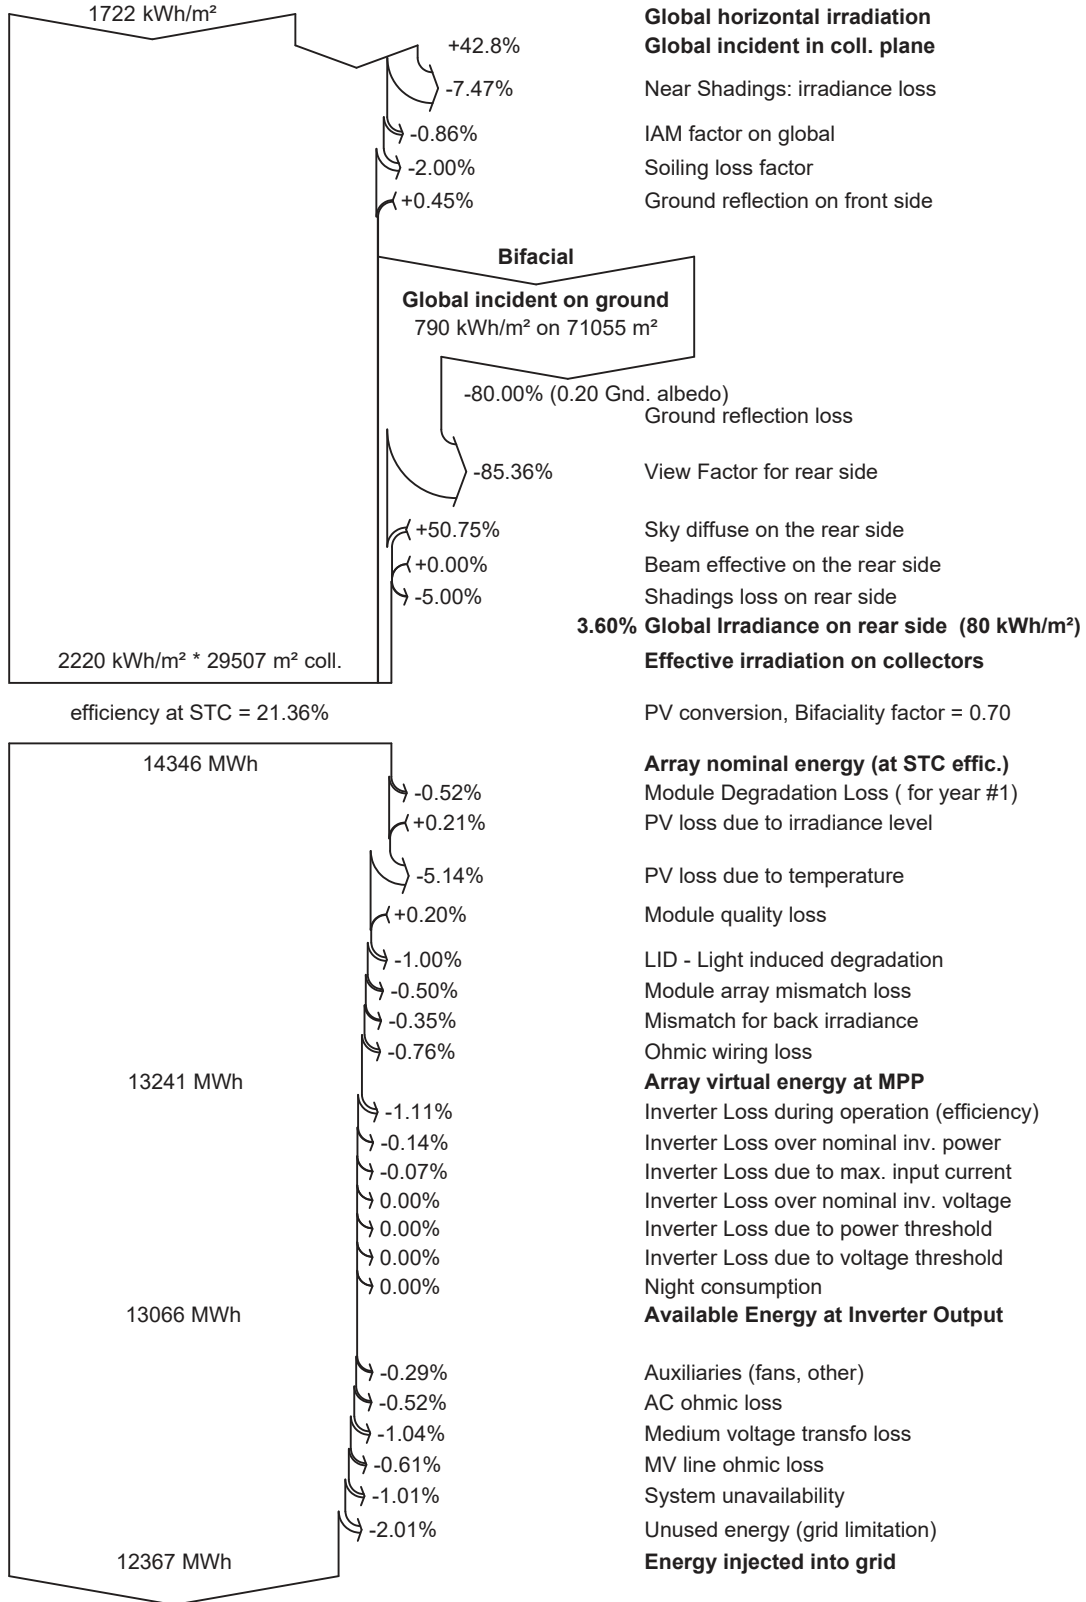 1722 kWh/m² Global horizontal irradiation
+42.8% Global incident in coll. plane
-7.47% Near Shadings: irradiance loss
-0.86% IAM factor on global
-2.00% Soiling loss factor
+0.45% Ground reflection on front side
Bifacial
Global incident on ground
790 kWh/m² on 71055 m²
-80.00% (0.20 Gnd. albedo)
Ground reflection loss
-85.36% View Factor for rear side
+50.75% Sky diffuse on the rear side
+0.00% Beam effective on the rear side
-5.00% Shadings loss on rear side
3.60% Global Irradiance on rear side (80 kWh/m²)
2220 kWh/m² * 29507 m² coll. Effective irradiation on collectors
efficiency at STC = 21.36% PV conversion, Bifaciality factor = 0.70
14346 MWh Array nominal energy (at STC effic.)
-0.52% Module Degradation Loss ( for year #1)
+0.21% PV loss due to irradiance level
-5.14% PV loss due to temperature
+0.20% Module quality loss
-1.00% LID - Light induced degradation
-0.50% Module array mismatch loss
-0.35% Mismatch for back irradiance
-0.76% Ohmic wiring loss
13241 MWh Array virtual energy at MPP
-1.11% Inverter Loss during operation (efficiency)
-0.14% Inverter Loss over nominal inv. power
-0.07% Inverter Loss due to max. input current
0.00% Inverter Loss over nominal inv. voltage
0.00% Inverter Loss due to power threshold
0.00% Inverter Loss due to voltage threshold
0.00% Night consumption
13066 MWh Available Energy at Inverter Output
-0.29% Auxiliaries (fans, other)
-0.52% AC ohmic loss
-1.04% Medium voltage transfo loss
-0.61% MV line ohmic loss
-1.01% System unavailability
-2.01% Unused energy (grid limitation)
12367 MWh Energy injected into grid